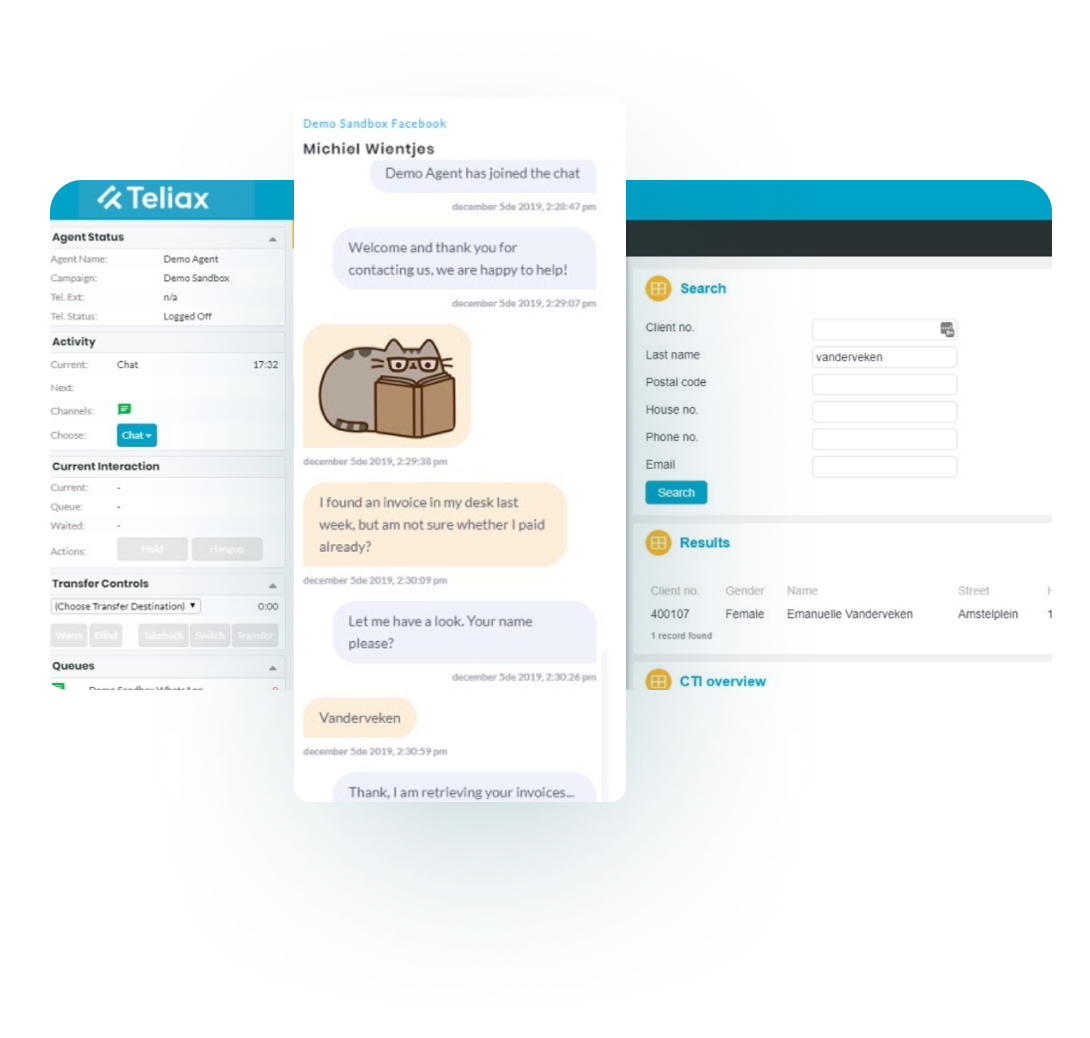 Demo Sandbox Facebook
Michiel Wientjes
Demo Agent has joined the chat
december 5de 2019, 2:28:47 pm
Welcome and thank you for
contacting us, we are happy to help!
december 5de 2019, 2:29:07 pm
december 5de 2019, 2:29:38 pm
I found an invoice in my desk last
week, but am not sure whether I paid
already?
december 5de 2019, 2:30:09 pm
Let me have a look. Your name
please?
december 5de 2019, 2:30:26 pm
Vanderveken
december 5de 2019, 2:30:59 pm
Thank, I am retrieving your invoices...
Teliax
Agent Status
Agent Name: Demo Agent
Campaign: Demo Sandbox
Tel. Ext: n/a
Tel. Status: Logged Off
Activity
Current: Chat 17:32
Next:
Channels:
Choose: Chat
Current Interaction
Current: -
Queue: -
Waited: -
Actions: Hold Hangup
Transfer Controls
(Choose Transfer Destination) 0:00
Warm Blind Takeback Switch Transfer
Queues
Demo Sandbox WhatsApp
Search
Client no.
Last name vanderveken
Postal code
House no.
Phone no.
Email
Search
Results
Client no. Gender Name Street H
400107 Female Emanuelle Vanderveken Amstelplein 1
1 record found
CTI overview